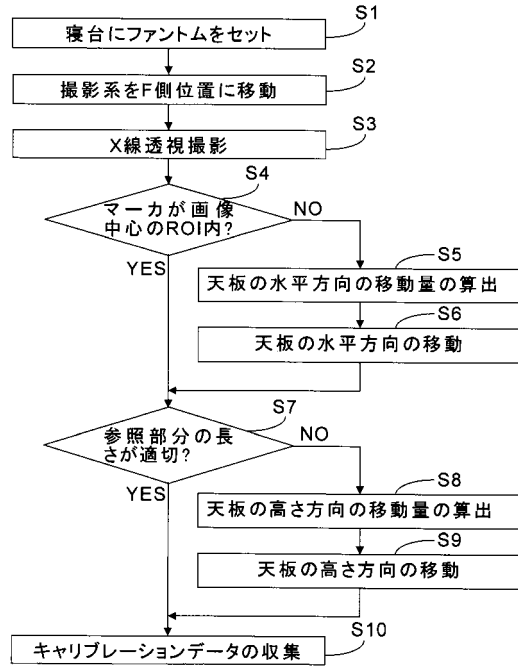 S1
寝台にファントムをセット
S2
撮影系をF側位置に移動
S3
X線透視撮影
S4
マーカが画像
中心のROI内?
NO
YES
S5
天板の水平方向の移動量の算出
S6
天板の水平方向の移動
S7
参照部分の長
さが適切?
NO
YES
S8
天板の高さ方向の移動量の算出
S9
天板の高さ方向の移動
S10
キャリブレーションデータの収集